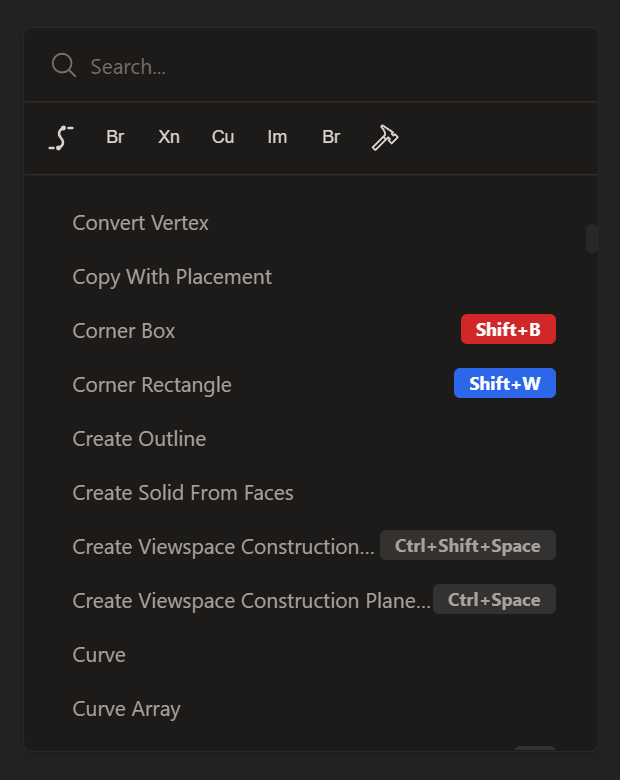 Search...
Br Xn Cu Im Br
Convert Vertex
Copy With Placement
Corner Box Shift+B
Corner Rectangle Shift+W
Create Outline
Create Solid From Faces
Create Viewspace Construction... Ctrl+Shift+Space
Create Viewspace Construction Plane... Ctrl+Space
Curve
Curve Array